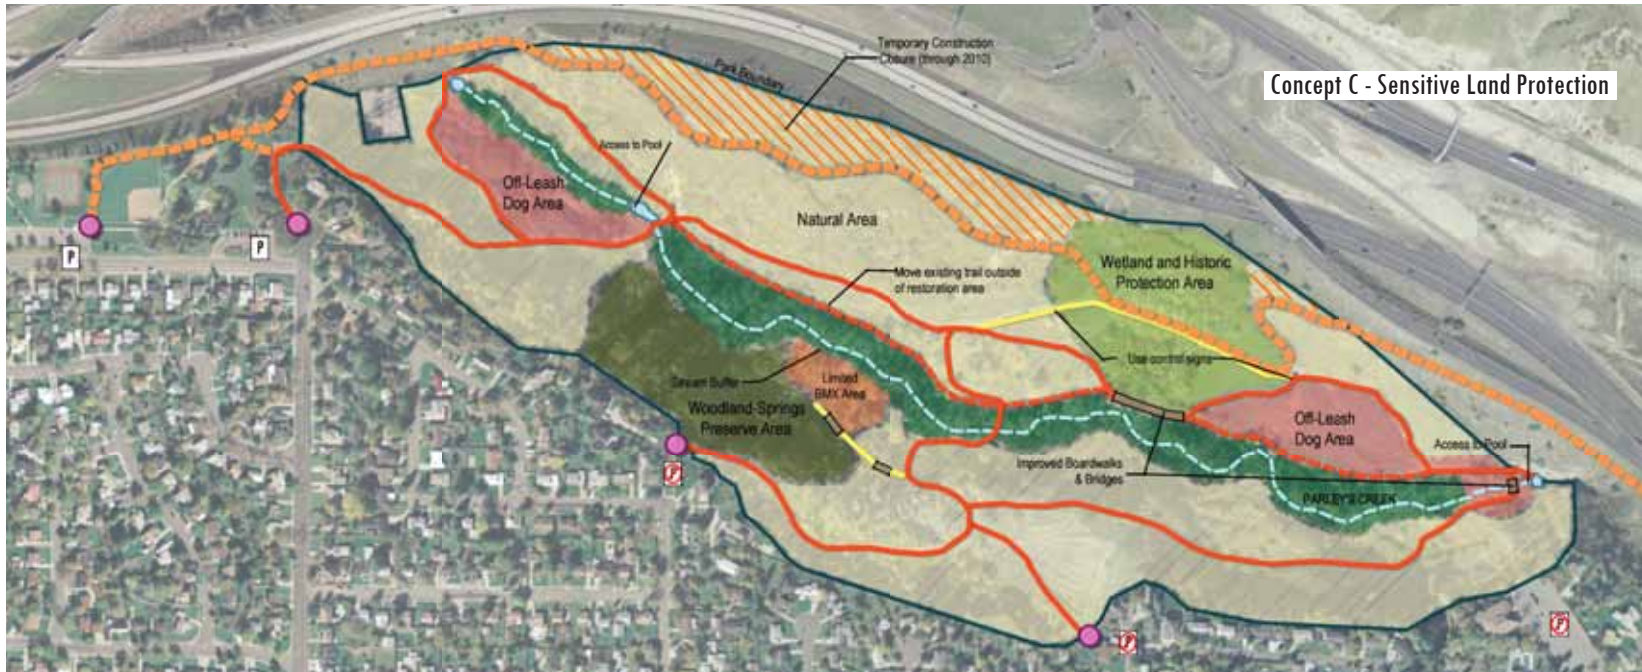 Concept C - Sensitive Land Protection
Temporary Construction
Closure (through 2010)
Park Boundary
Access to Pool
Off-Leash
Dog Area
Natural Area
P
P
Wetland and Historic
Protection Area
Move existing trail outside
of restoration area
Use control signs
Stream Buffer
Limited
BMX Area
Woodland-Springs
Preserve Area
Off-Leash
Dog Area
Access to Pool
Improved Boardwalks
& Bridges
PARLEY'S CREEK
P
P
P